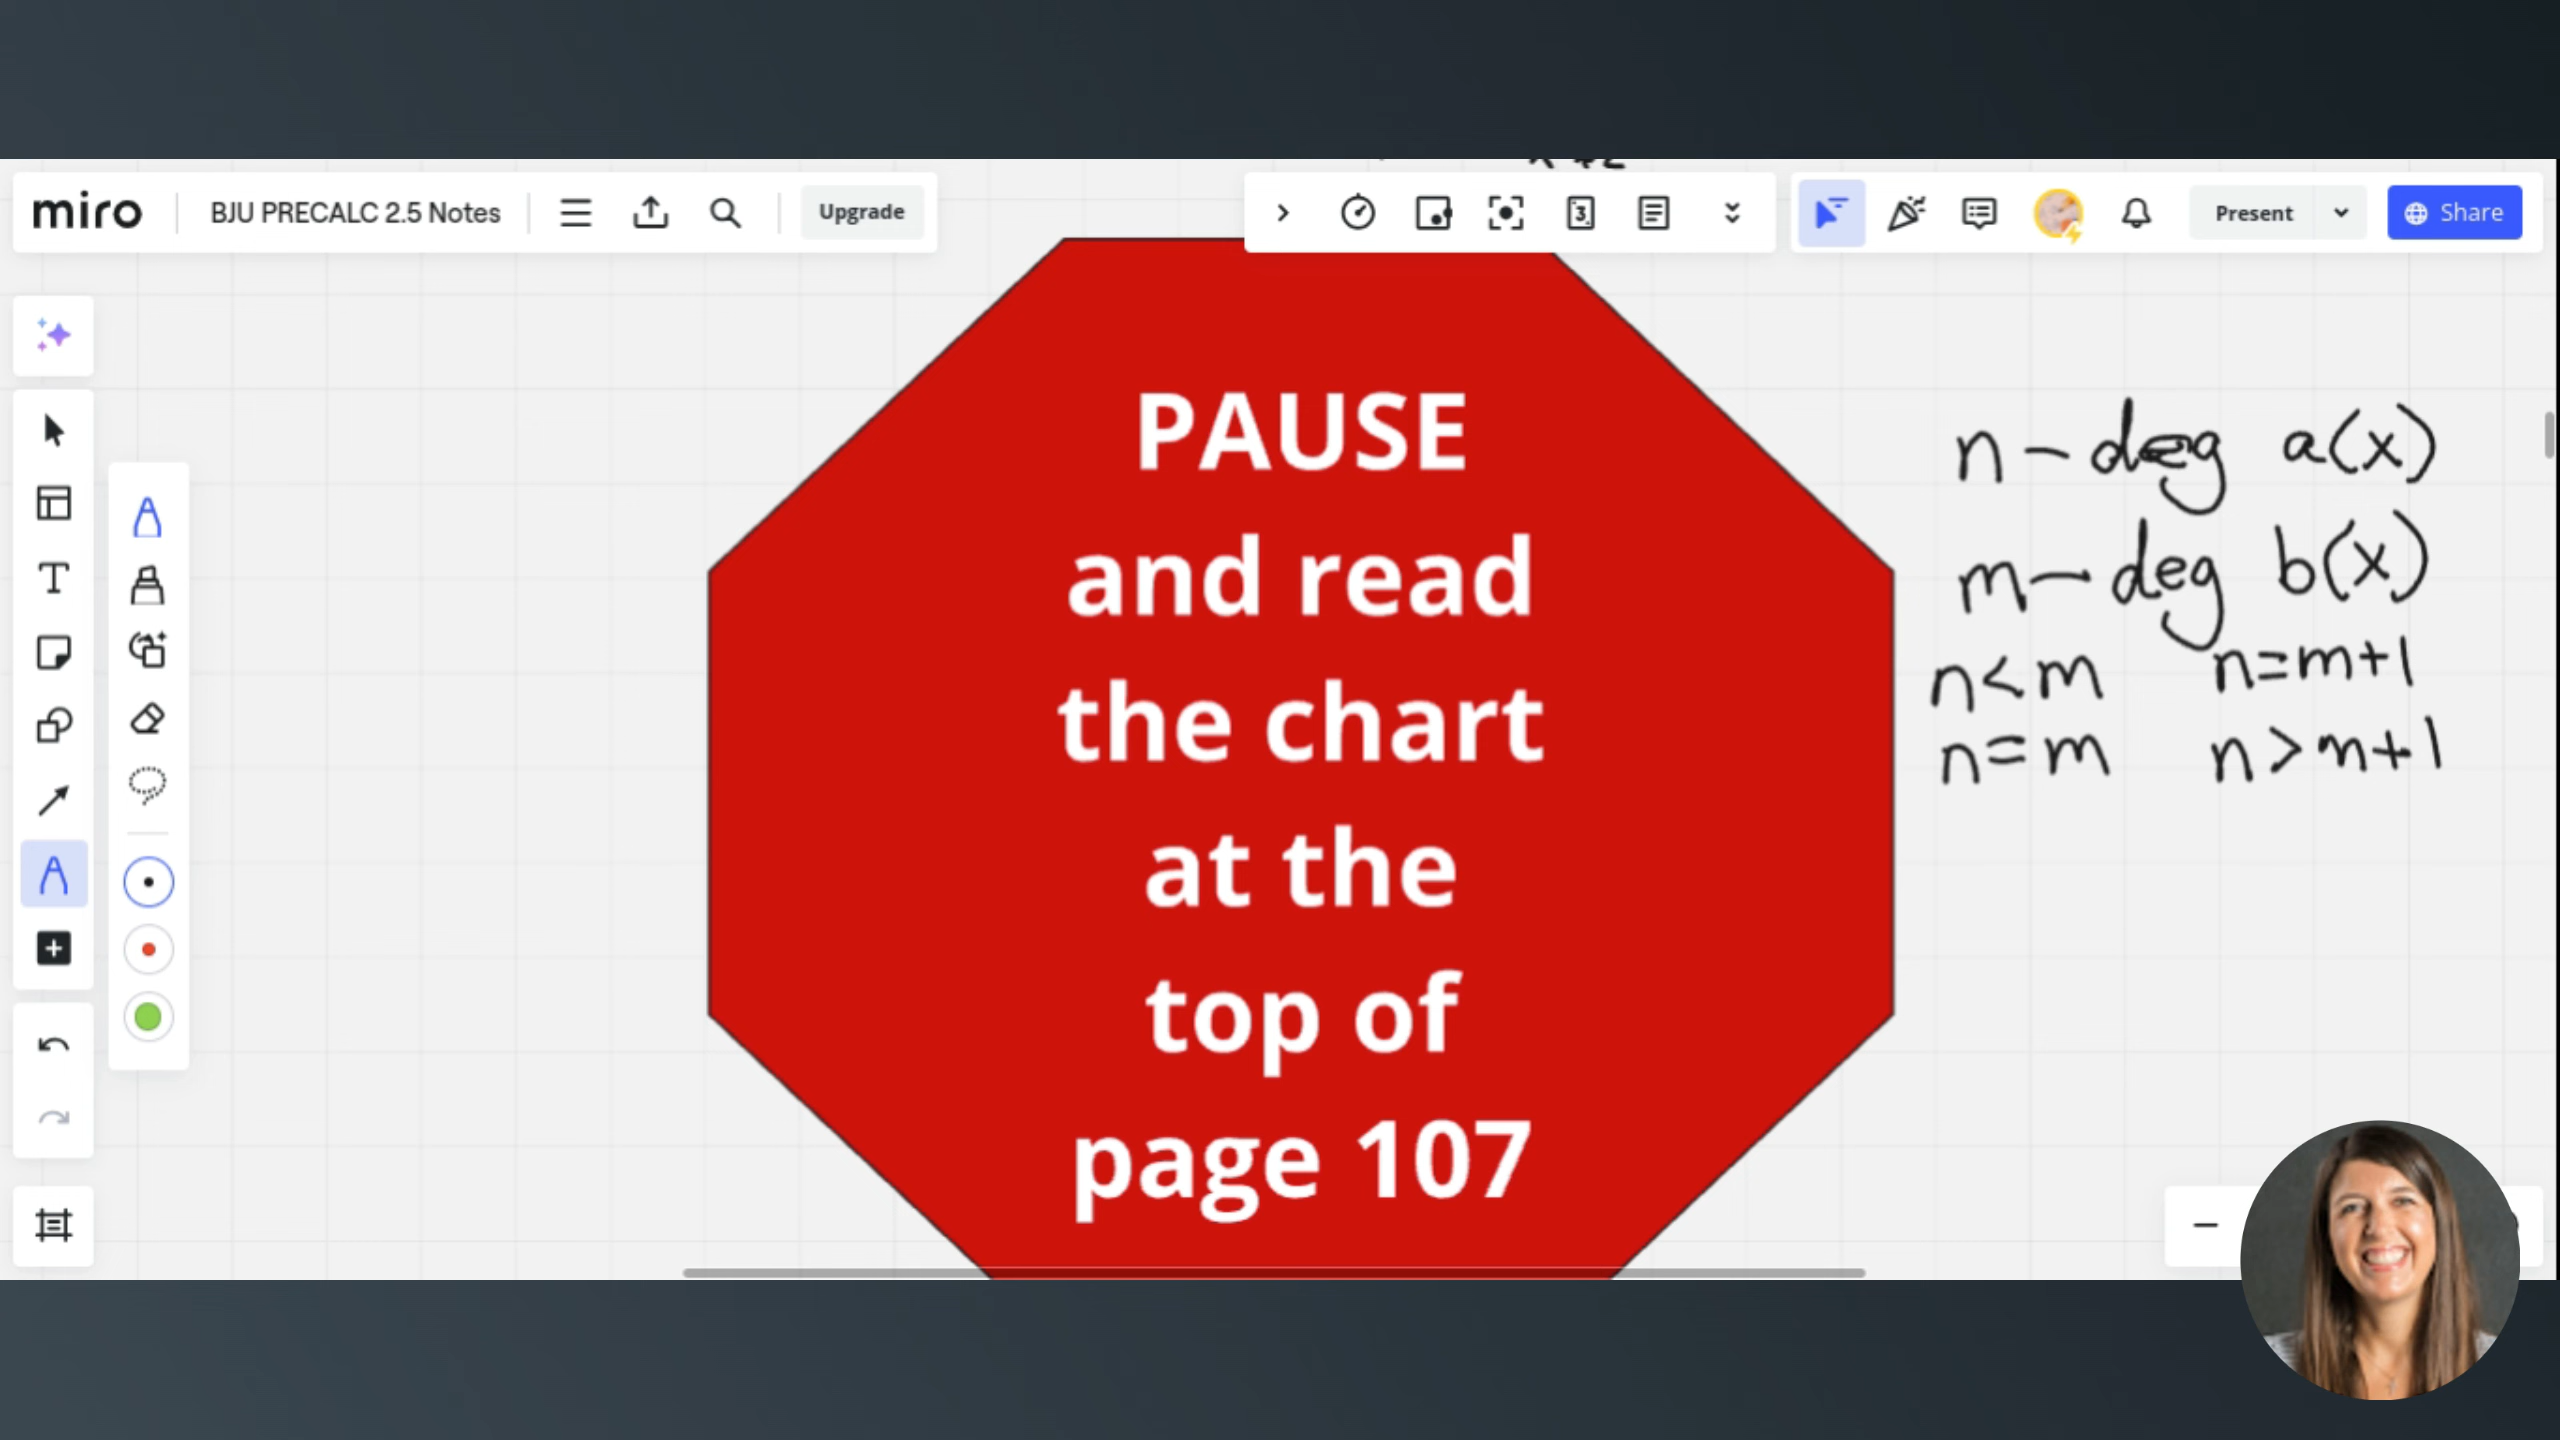 miro BJU PRECALC 2.5 Notes Upgrade 3 Present Share
PAUSE
and read
the chart
at the
top of
page 107
n - deg a(x)
m - deg b(x)
n < m n = m + 1
n = m n > m + 1